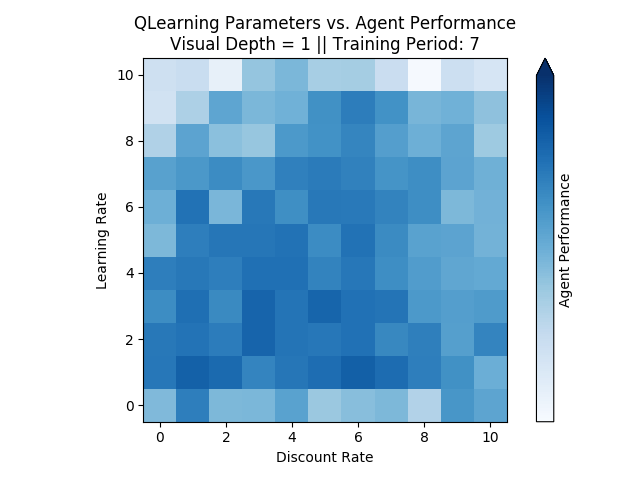 QLearning Parameters vs. Agent Performance
Visual Depth = 1 || Training Period: 7
10
8
6
4
2
0
Learning Rate
0 2 4 6 8 10
Discount Rate
Agent Performance